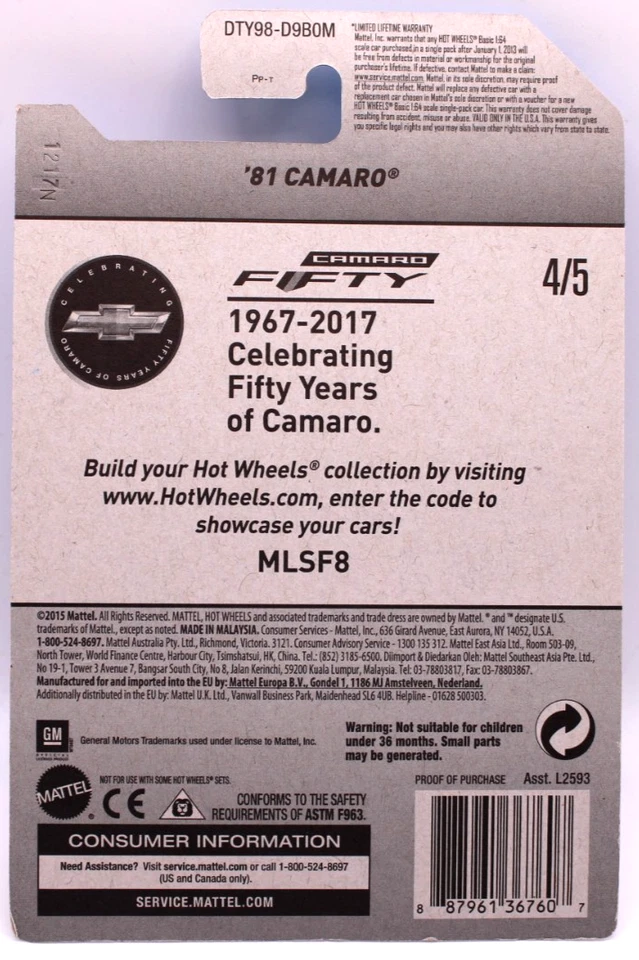 DTY98-D9B0M
PP-T
*LIMITED LIFETIME WARRANTY
Mattel, Inc. warrants that any HOT WHEELS® Basic 1:64
scale car purchased in a single pack after January 1, 2013 will
be free from defects in material or workmanship for the original
purchaser's lifetime. If defective, contact Mattel to make a claim:
www.service.mattel.com. Mattel, in its sole discretion, may require proof
of the product defect. Mattel will replace any defective car with a
replacement car chosen in Mattel's sole discretion or with a voucher for a new
HOT WHEELS® Basic 1:64 scale single-pack car. This warranty does not cover damage
resulting from accident, misuse or abuse. VALID ONLY IN THE U.S.A. This warranty gives
you specific legal rights and you may also have other rights which vary from state to state.
1217N
'81 CAMARO®
CELEBRATING
FIFTY YEARS OF CAMARO
CAMARO
FIFTY
4/5
1967-2017
Celebrating
Fifty Years
of Camaro.
Build your Hot Wheels® collection by visiting
www.HotWheels.com, enter the code to
showcase your cars!
MLSF8
©2015 Mattel. All Rights Reserved. MATTEL, HOT WHEELS and associated trademarks and trade dress are owned by Mattel. ® and ™ designate U.S.
trademarks of Mattel, except as noted. MADE IN MALAYSIA. Consumer Services - Mattel, Inc., 636 Girard Avenue, East Aurora, NY 14052, U.S.A.
1-800-524-8697. Mattel Australia Pty. Ltd., Richmond, Victoria. 3121. Consumer Advisory Service - 1300 135 312. Mattel East Asia Ltd., Room 503-09,
North Tower, World Finance Centre, Harbour City, Tsimshatsui, HK, China. Tel.: (852) 3185-6500. Diimport & Diedarkan Oleh: Mattel Southeast Asia Pte. Ltd.,
No 19-1, Tower 3 Avenue 7, Bangsar South City, No 8, Jalan Kerinchi, 59200 Kuala Lumpur, Malaysia. Tel: 03-78803817, Fax: 03-78803867.
Manufactured for and imported into the EU by: Mattel Europa B.V., Gondel 1, 1186 MJ Amstelveen, Nederland.
Additionally distributed in the EU by: Mattel U.K. Ltd., Vanwall Business Park, Maidenhead SL6 4UB. Helpline - 01628 500303.
GM
General Motors Trademarks used under license to Mattel, Inc.
Warning: Not suitable for children
under 36 months. Small parts
may be generated.
MATTEL
NOT FOR USE WITH SOME HOT WHEELS® SETS.
CE
CONFORMS TO THE SAFETY
REQUIREMENTS OF ASTM F963.
PROOF OF PURCHASE Asst. L2593
CONSUMER INFORMATION
Need Assistance? Visit service.mattel.com or call 1-800-524-8697
(US and Canada only).
SERVICE.MATTEL.COM
8 87961 36760 7